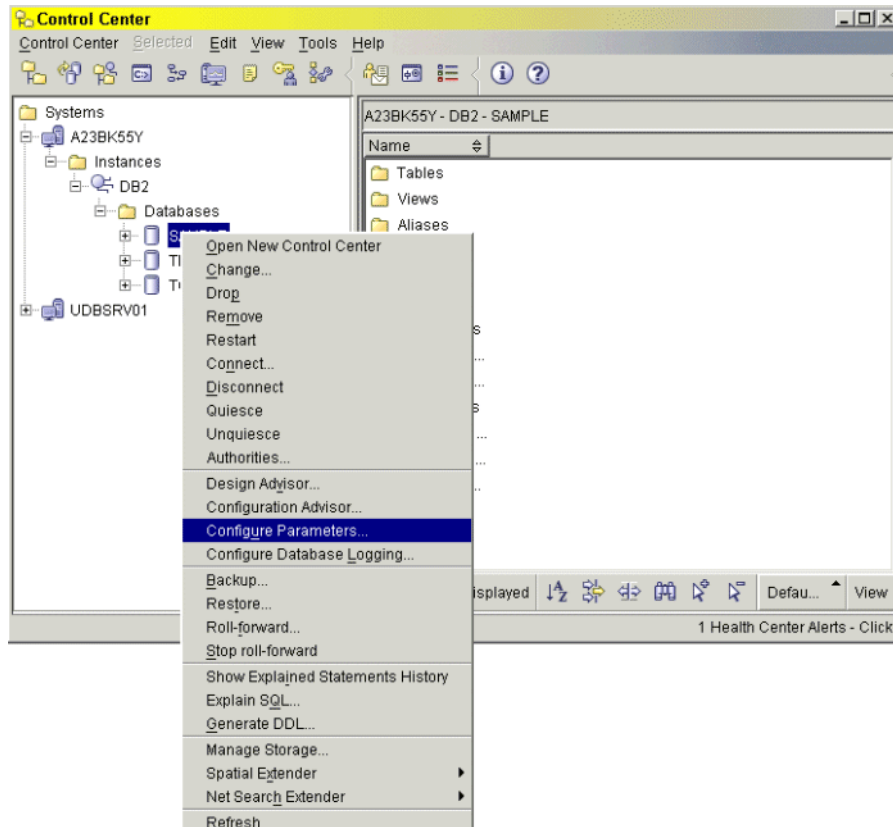 Control Center
Control Center Selected Edit View Tools Help
Systems
A23BK55Y
Instances
DB2
Databases
UDBSRV01
A23BK55Y - DB2 - SAMPLE
Name
Tables
Views
Aliases
Open New Control Center
Change...
Drop
Remove
Restart
Connect...
Disconnect
Quiesce
Unquiesce
Authorities...
Design Advisor...
Configuration Advisor...
Configure Parameters...
Configure Database Logging...
Backup...
Restore...
Roll-forward...
Stop roll-forward
Show Explained Statements History
Explain SQL...
Generate DDL...
Manage Storage...
Spatial Extender
Net Search Extender
Refresh
isplayed Defau... View
1 Health Center Alerts - Click